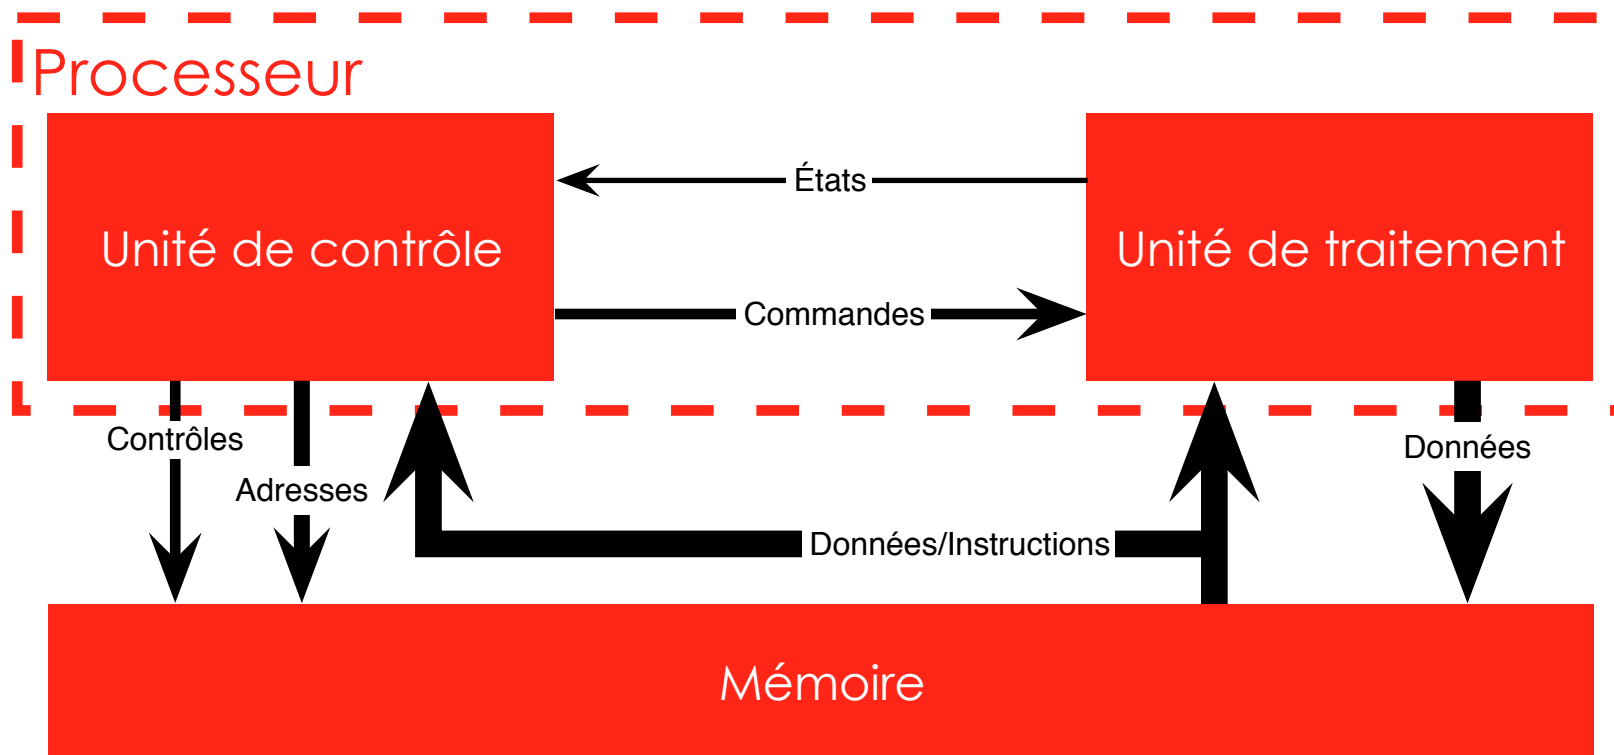 Processeur
États
Unité de contrôle
Unité de traitement
Commandes
Contrôles
Données
Adresses
Données/Instructions
Mémoire